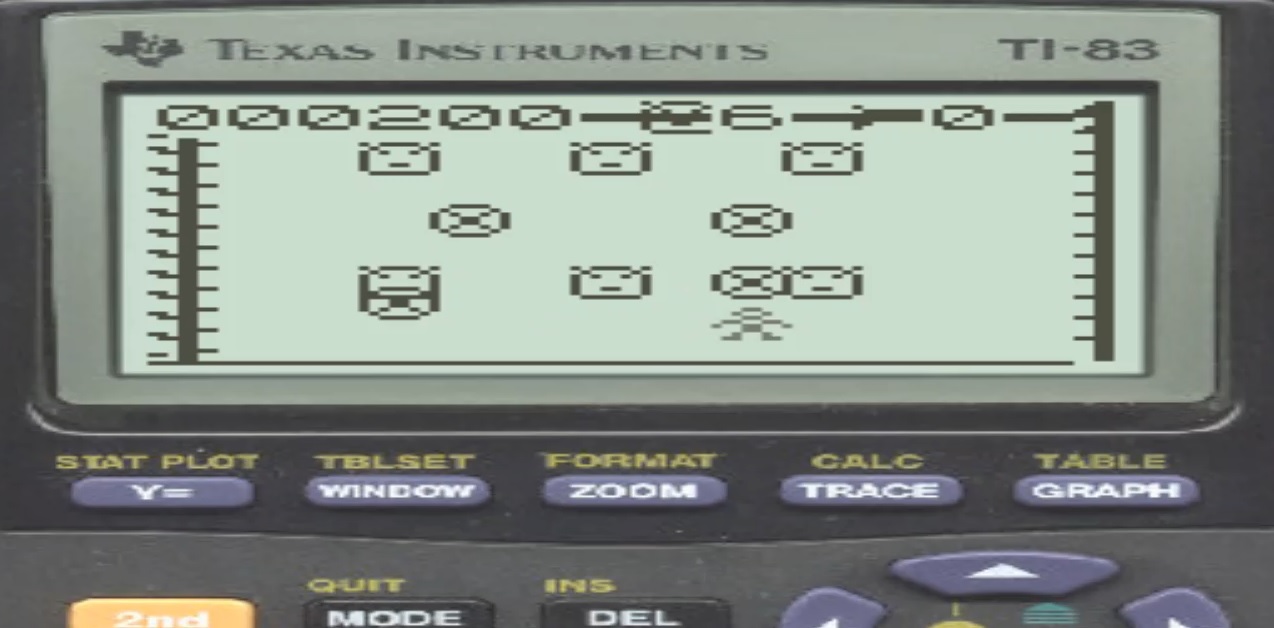 TEXAS INSTRUMENTS TI-83
000200 6 0
STAT PLOT TBLSET FORMAT CALC TABLE
Y= WINDOW ZOOM TRACE GRAPH
QUIT INS
2nd MODE DEL